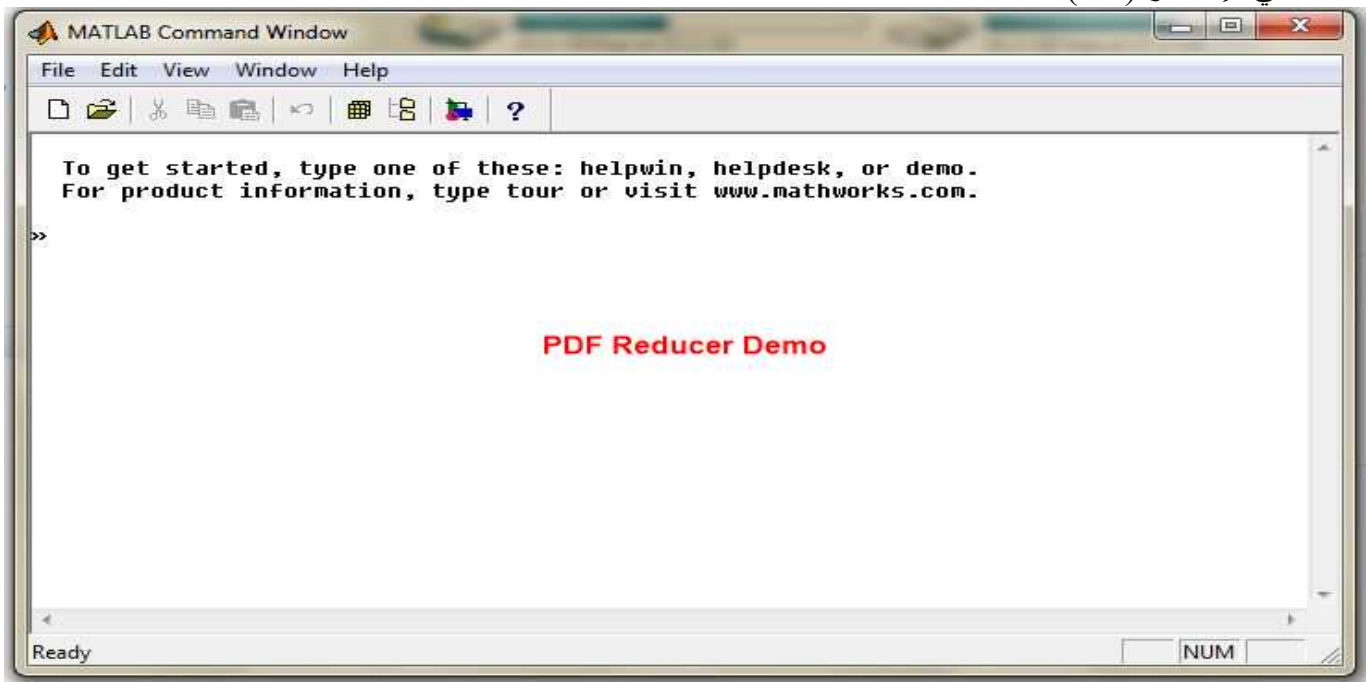 MATLAB Command Window
File Edit View Window Help
To get started, type one of these: helpwin, helpdesk, or demo.
For product information, type tour or visit www.mathworks.com.
»
PDF Reducer Demo
Ready
NUM